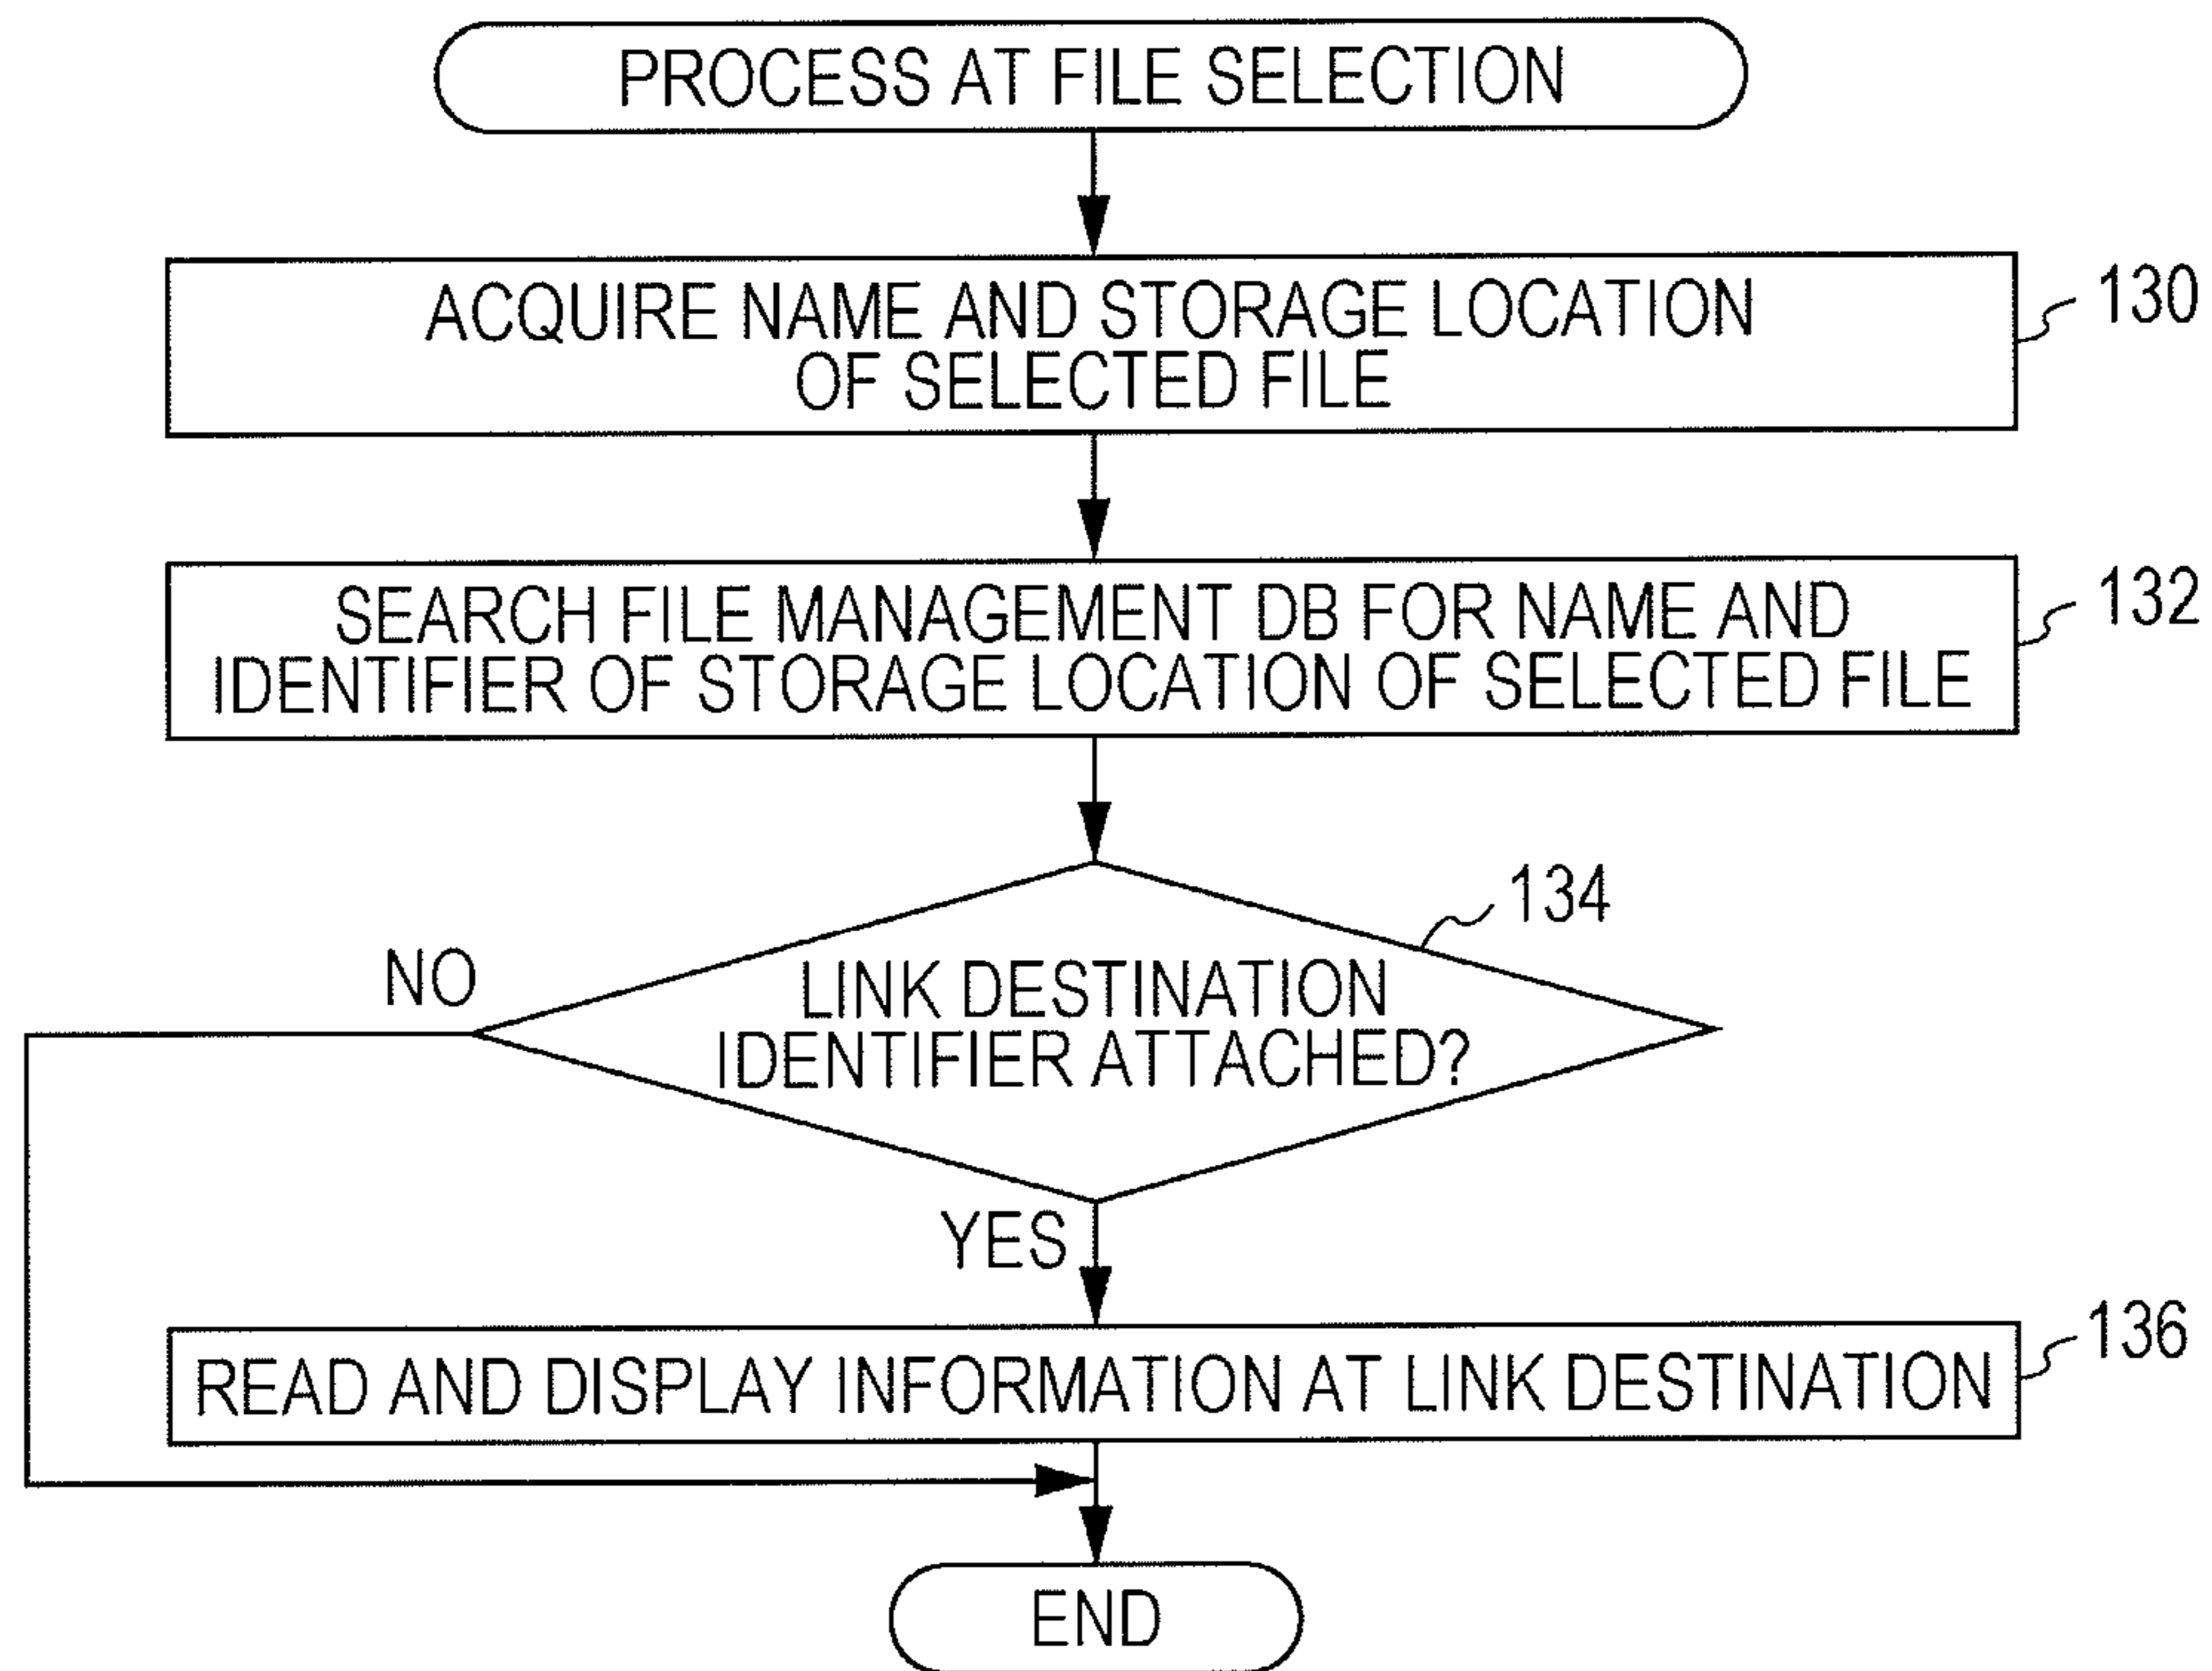 PROCESS AT FILE SELECTION
ACQUIRE NAME AND STORAGE LOCATION
OF SELECTED FILE
130
SEARCH FILE MANAGEMENT DB FOR NAME AND
IDENTIFIER OF STORAGE LOCATION OF SELECTED FILE
132
134
NO
LINK DESTINATION
IDENTIFIER ATTACHED?
YES
READ AND DISPLAY INFORMATION AT LINK DESTINATION
136
END